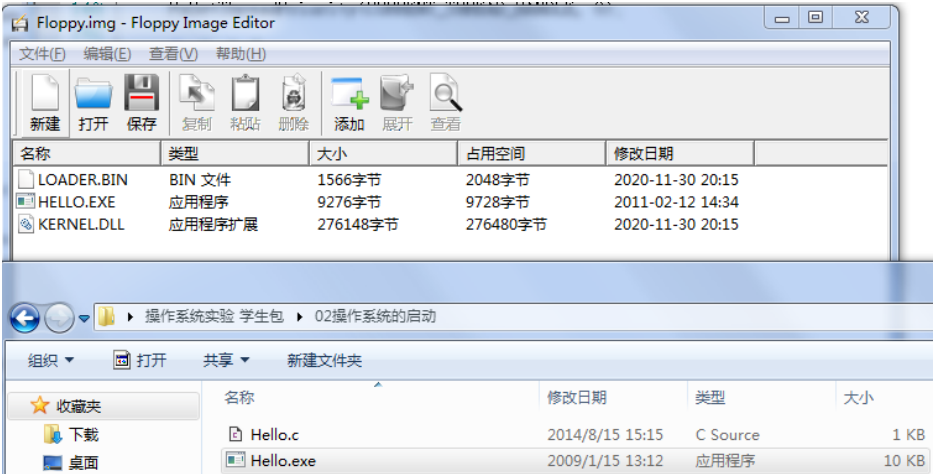 Floppy.img - Floppy Image Editor
文件(F) 编辑(E) 查看(V) 帮助(H)
新建 打开 保存 复制 粘贴 删除 添加 展开 查看
名称 类型 大小 占用空间 修改日期
LOADER.BIN BIN 文件 1566字节 2048字节 2020-11-30 20:15
HELLO.EXE 应用程序 9276字节 9728字节 2011-02-12 14:34
KERNEL.DLL 应用程序扩展 276148字节 276480字节 2020-11-30 20:15
操作系统实验 学生包 02操作系统的启动
组织 打开 共享 新建文件夹
收藏夹 名称 修改日期 类型 大小
下载 Hello.c 2014/8/15 15:15 C Source 1 KB
桌面 Hello.exe 2009/1/15 13:12 应用程序 10 KB